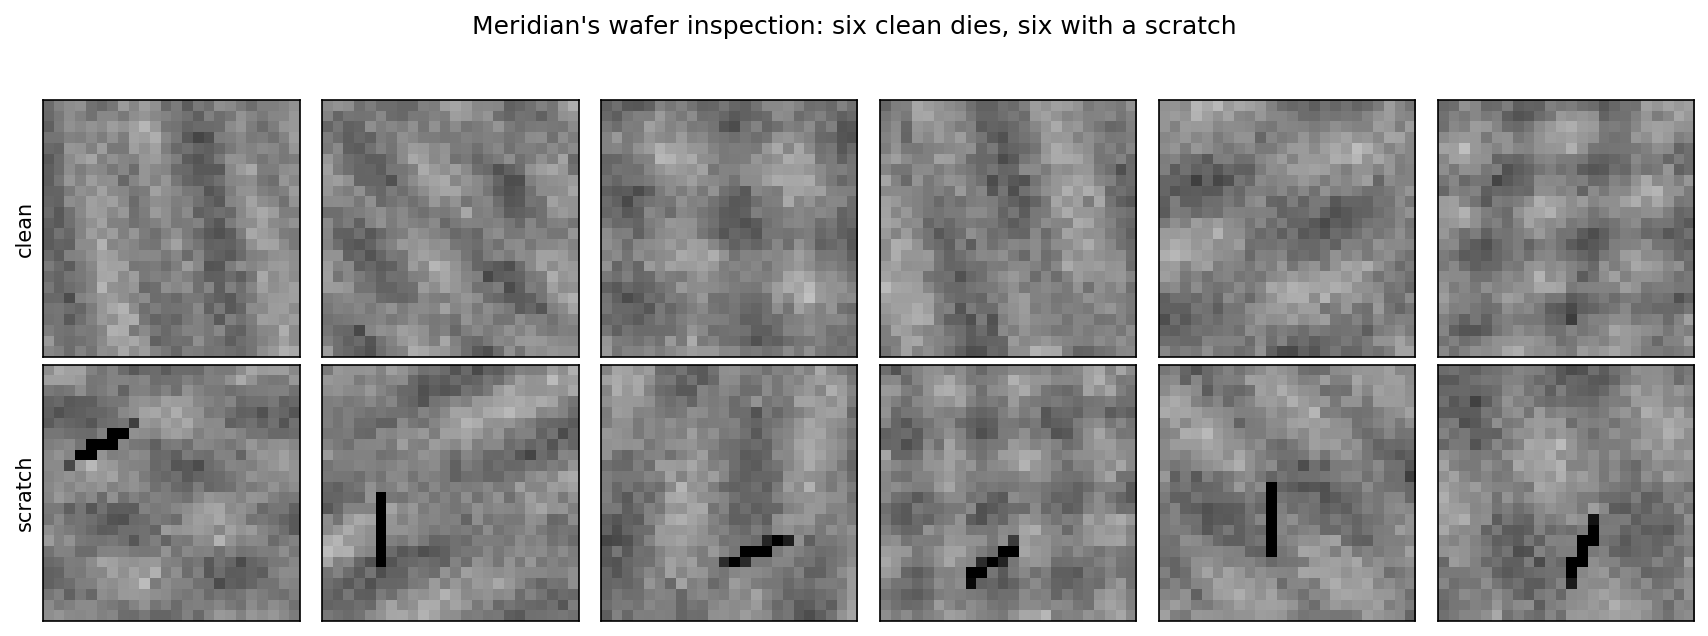 Meridian's wafer inspection: six clean dies, six with a scratch
clean
scratch